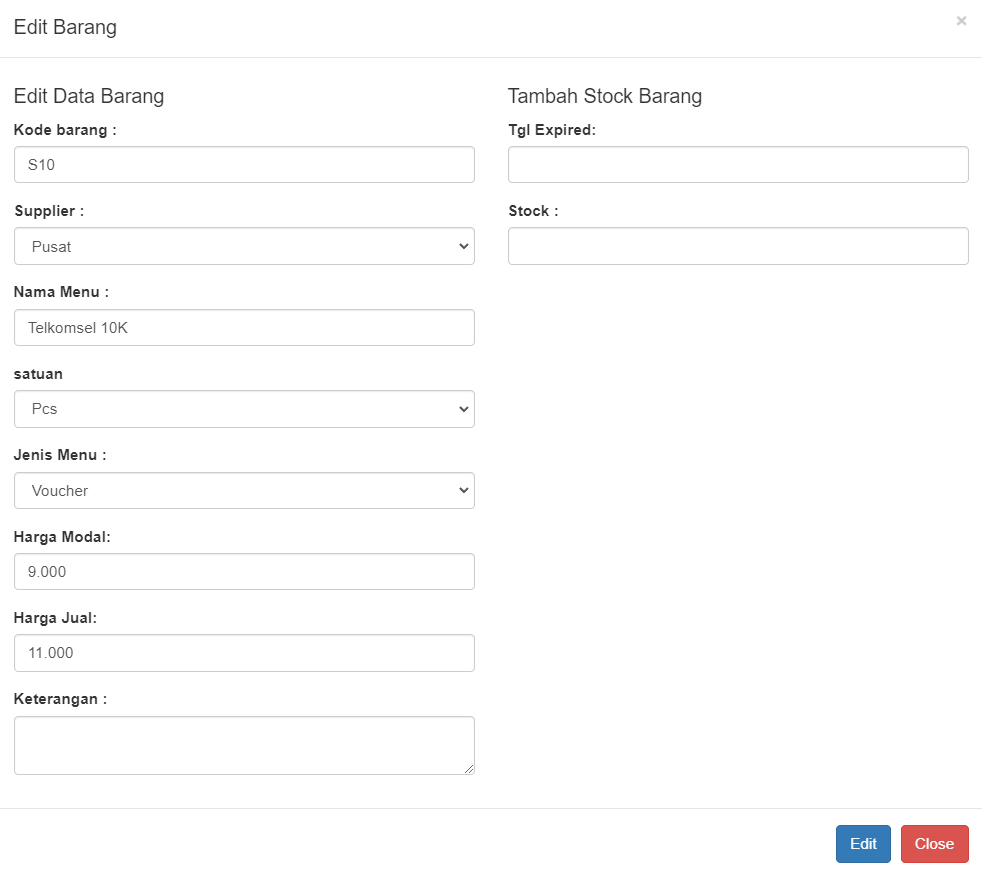 Edit Barang
×
Edit Data Barang
Kode barang :
S10
Supplier :
Pusat
Nama Menu :
Telkomsel 10K
satuan
Pcs
Jenis Menu :
Voucher
Harga Modal:
9.000
Harga Jual:
11.000
Keterangan :
Tambah Stock Barang
Tgl Expired:
Stock :
Edit
Close